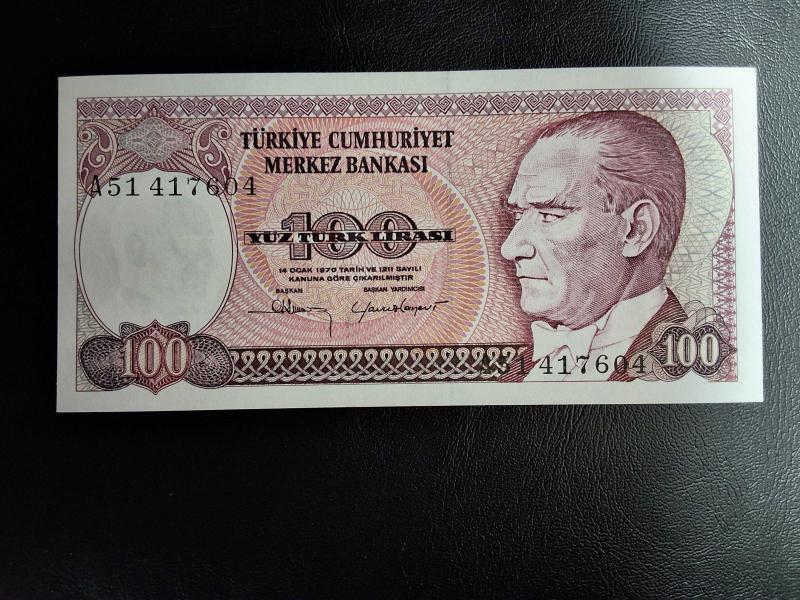 TÜRKİYE CUMHURİYET
MERKEZ BANKASI
A51 417604
100
YÜZ TÜRK LİRASI
14 OCAK 1970 TARİH VE 1211 SAYILI
KANUNA GÖRE ÇIKARILMIŞTIR
BAŞKAN BAŞKAN YARDIMCISI
A51 417604
100 100